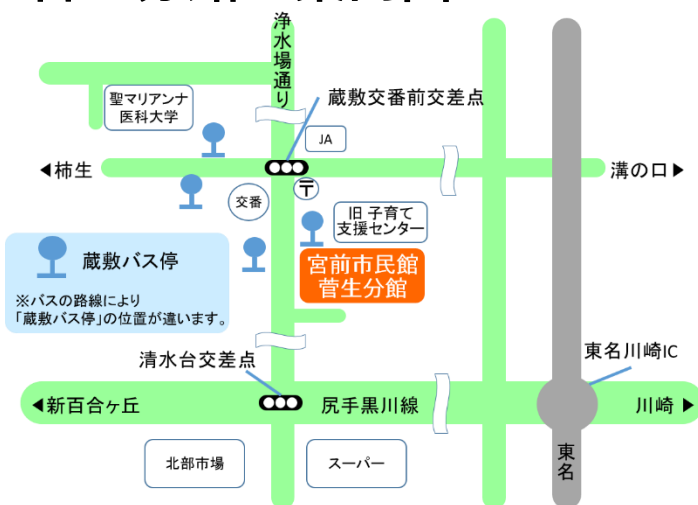 浄水場通り
聖マリアンナ
医科大学
蔵敷交番前交差点
JA
◀柿生
溝の口▶
〒
交番
旧 子育て
支援センター
蔵敷バス停
宮前市民館
菅生分館
※バスの路線により
「蔵敷バス停」の位置が違います。
清水台交差点
東名川崎IC
◀新百合ヶ丘
尻手黒川線
川崎▶
北部市場
スーパー
東名